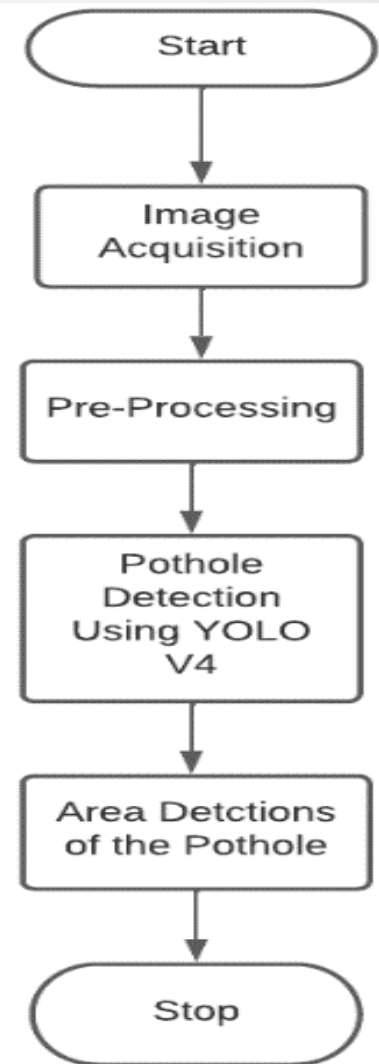 Start
Image
Acquisition
Pre-Processing
Pothole
Detection
Using YOLO
V4
Area Detctions
of the Pothole
Stop